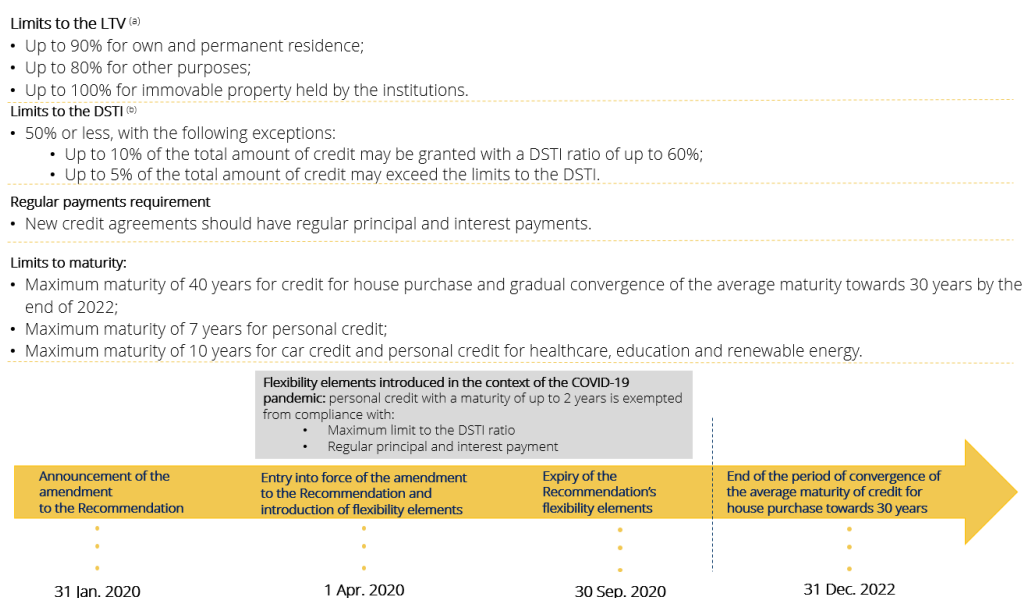 Limits to the LTV (a)
• Up to 90% for own and permanent residence;
• Up to 80% for other purposes;
• Up to 100% for immovable property held by the institutions.
Limits to the DSTI (b)
• 50% or less, with the following exceptions:
• Up to 10% of the total amount of credit may be granted with a DSTI ratio of up to 60%;
• Up to 5% of the total amount of credit may exceed the limits to the DSTI.
Regular payments requirement
• New credit agreements should have regular principal and interest payments.
Limits to maturity:
• Maximum maturity of 40 years for credit for house purchase and gradual convergence of the average maturity towards 30 years by the
end of 2022;
• Maximum maturity of 7 years for personal credit;
• Maximum maturity of 10 years for car credit and personal credit for healthcare, education and renewable energy.
Flexibility elements introduced in the context of the COVID-19
pandemic: personal credit with a maturity of up to 2 years is exempted
from compliance with:
• Maximum limit to the DSTI ratio
• Regular principal and interest payment
Announcement of the
amendment
to the Recommendation
Entry into force of the amendment
to the Recommendation and
introduction of flexibility elements
Expiry of the
Recommendation's
flexibility elements
End of the period of convergence of
the average maturity of credit for
house purchase towards 30 years
31 Jan. 2020
1 Apr. 2020
30 Sep. 2020
31 Dec. 2022